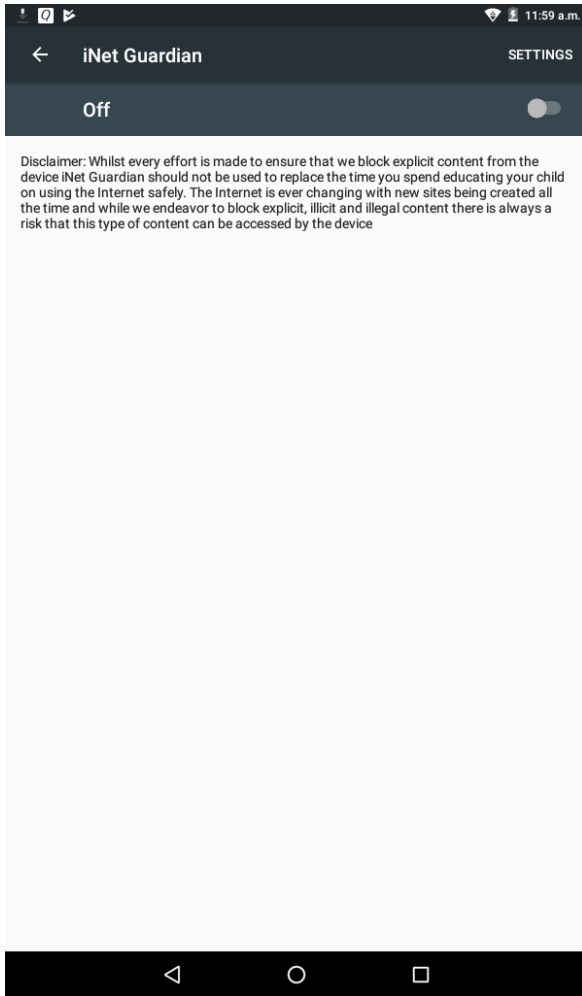 11:59 a.m.
iNet Guardian
SETTINGS
Off
Disclaimer: Whilst every effort is made to ensure that we block explicit content from the
device iNet Guardian should not be used to replace the time you spend educating your child
on using the Internet safely. The Internet is ever changing with new sites being created all
the time and while we endeavor to block explicit, illicit and illegal content there is always a
risk that this type of content can be accessed by the device